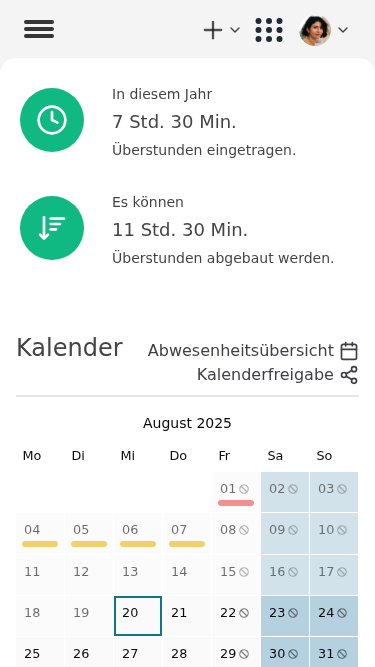 In diesem Jahr
7 Std. 30 Min.
Überstunden eingetragen.
Es können
11 Std. 30 Min.
Überstunden abgebaut werden.
Kalender
Abwesenheitsübersicht
Kalenderfreigabe
August 2025
Mo Di Mi Do Fr Sa So
01 02 03
04 05 06 07 08 09 10
11 12 13 14 15 16 17
18 19 20 21 22 23 24
25 26 27 28 29 30 31